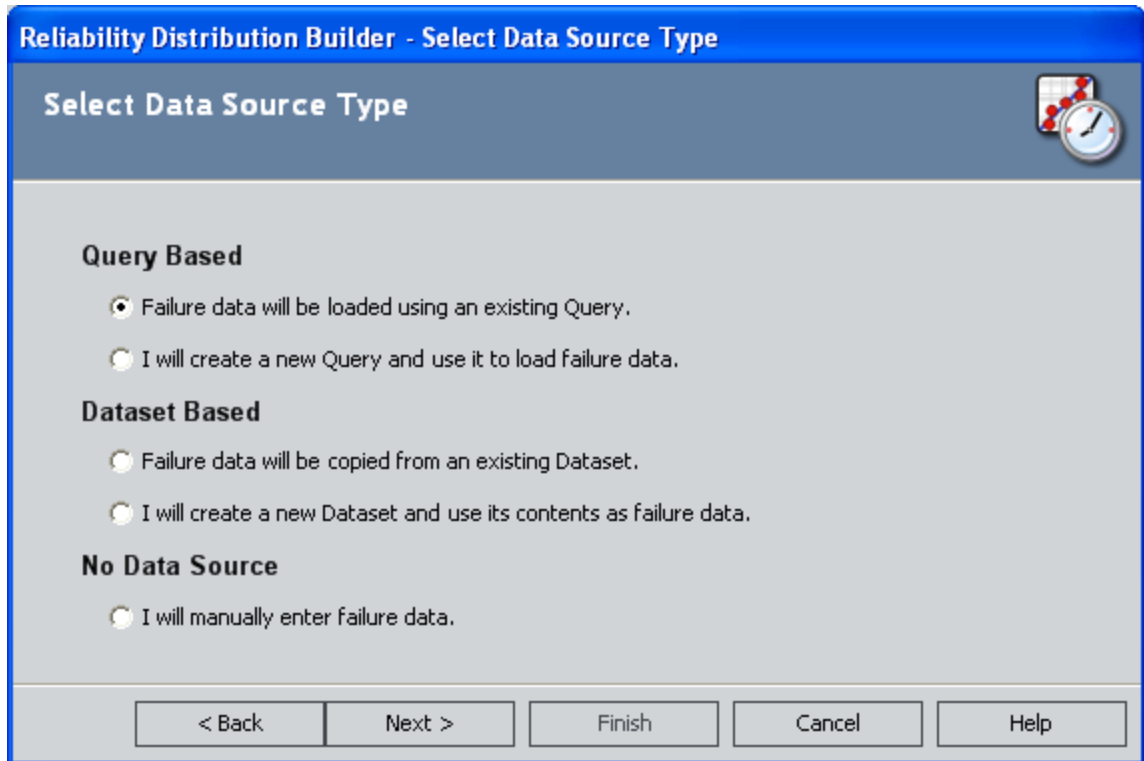 Reliability Distribution Builder - Select Data Source Type
Select Data Source Type
Query Based
Failure data will be loaded using an existing Query.
I will create a new Query and use it to load failure data.
Dataset Based
Failure data will be copied from an existing Dataset.
I will create a new Dataset and use its contents as failure data.
No Data Source
I will manually enter failure data.
< Back Next > Finish Cancel Help